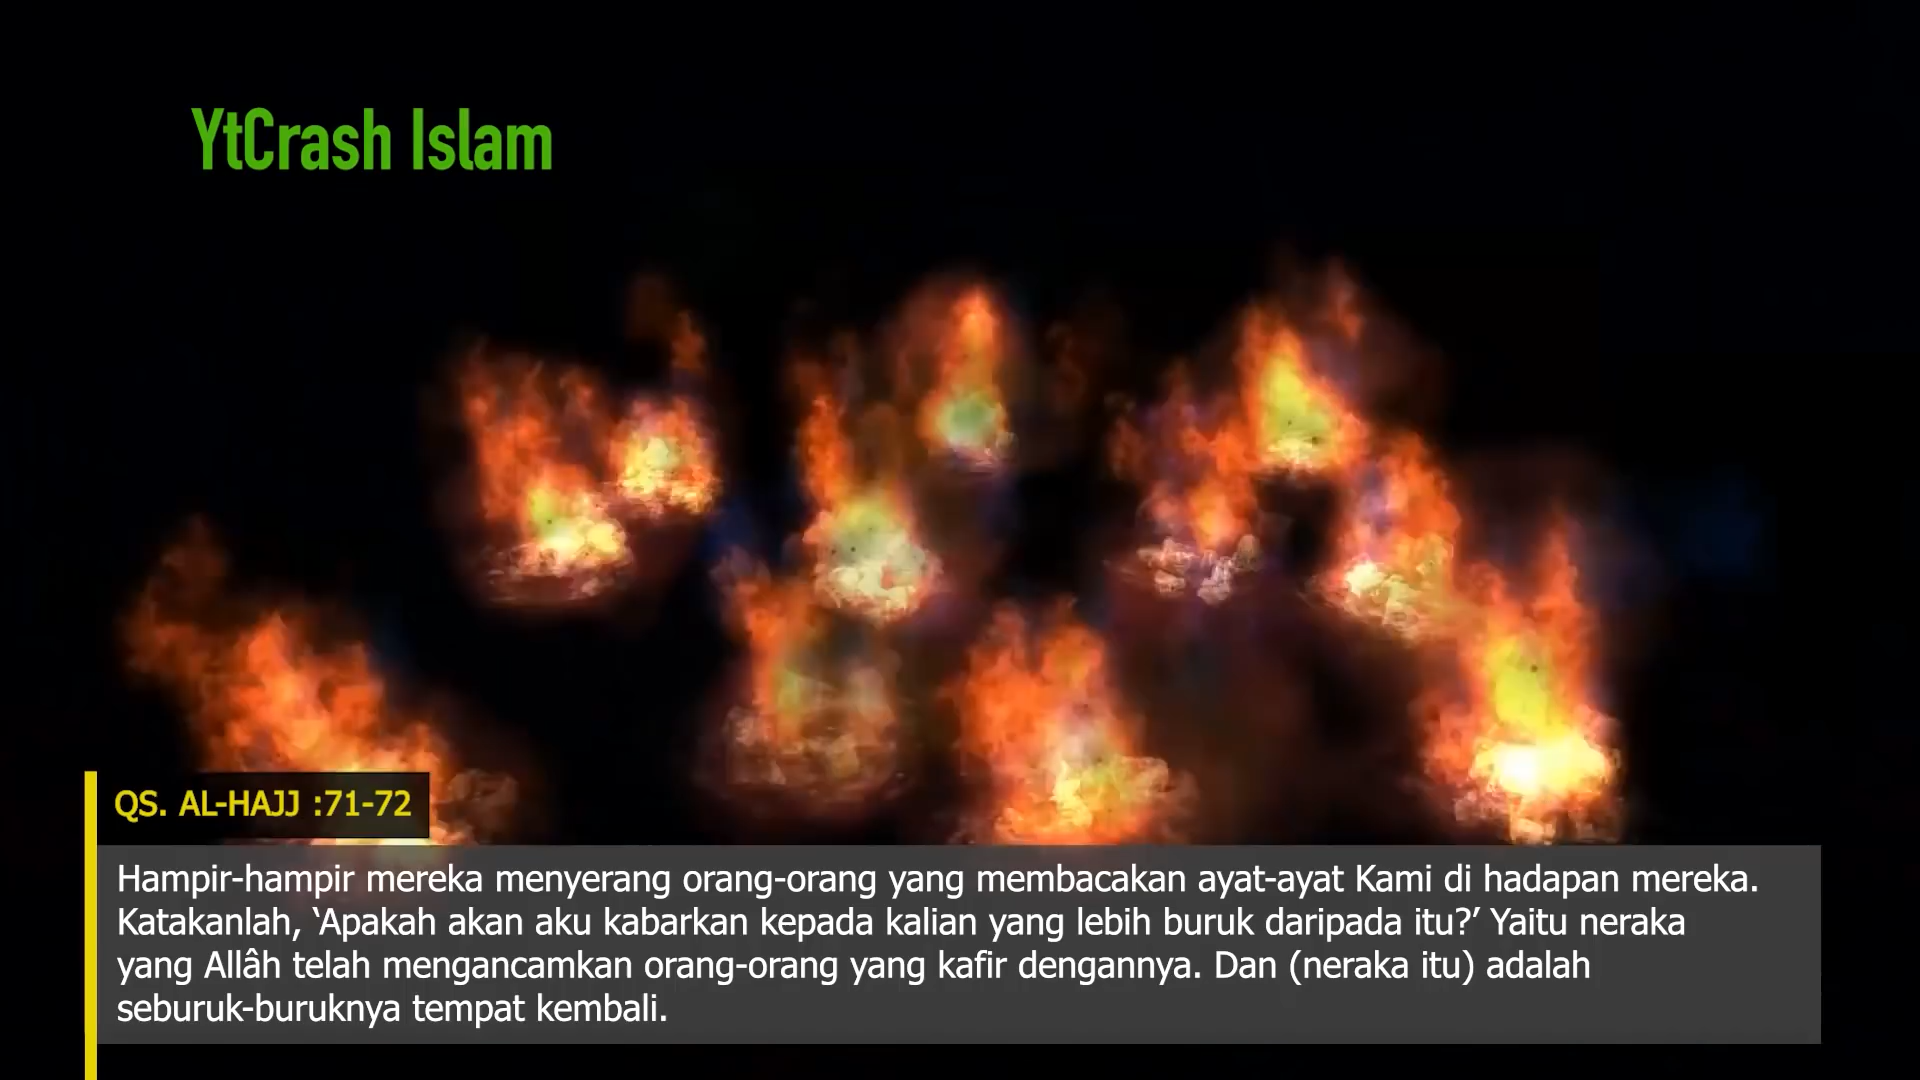 YtCrash Islam
QS. AL-HAJJ :71-72
Hampir-hampir mereka menyerang orang-orang yang membacakan ayat-ayat Kami di hadapan mereka.
Katakanlah, ‘Apakah akan aku kabarkan kepada kalian yang lebih buruk daripada itu?’ Yaitu neraka
yang Allâh telah mengancamkan orang-orang yang kafir dengannya. Dan (neraka itu) adalah
seburuk-buruknya tempat kembali.